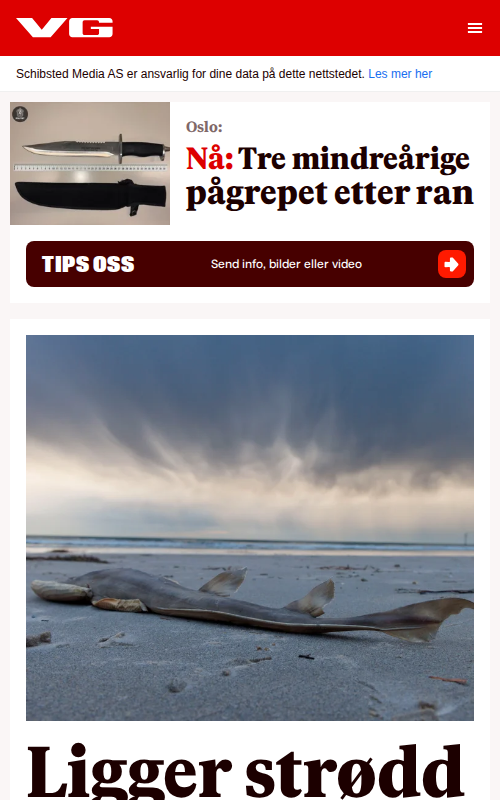 VG
Schibsted Media AS er ansvarlig for dine data på dette nettstedet. Les mer her
Oslo:
Nå: Tre mindreårige
pågrepet etter ran
TIPS OSS
Send info, bilder eller video
Ligger strødd